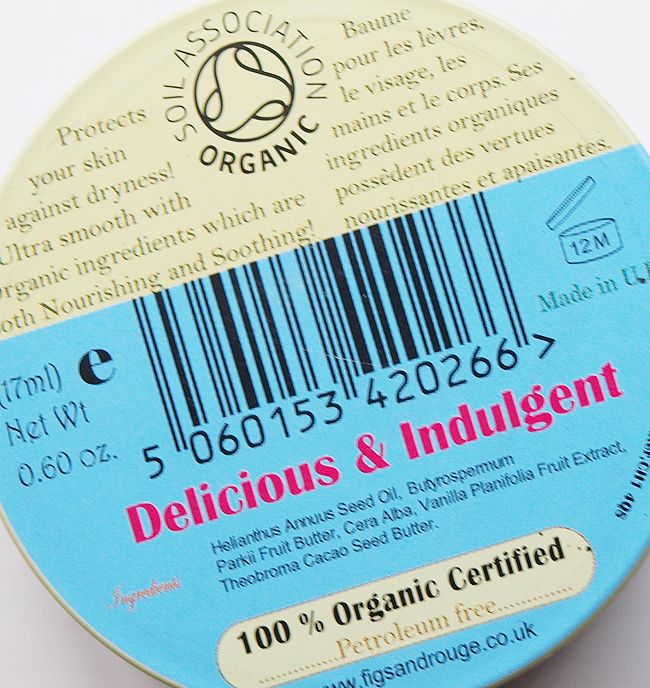 SOIL ASSOCIATION
ORGANIC
Protects
your skin
against dryness!
Ultra smooth with
Organic ingredients which are
both Nourishing and Soothing!
Baume
pour les lèvres,
le visage, les
mains et le corps. Ses
ingredients organiques
possèdent des vertues
nourissantes et apaisantes.
12M
Made in U.K
(17ml) e
Net Wt
0.60 oz.
5 060153 420266 >
Delicious & Indulgent
Ingredients
Helianthus Annuus Seed Oil, Butyrospermum
Parkii Fruit Butter, Cera Alba, Vanilla Planifolia Fruit Extract,
Theobroma Cacao Seed Butter.
100 % Organic Certified
Petroleum free
www.figsandrouge.co.uk